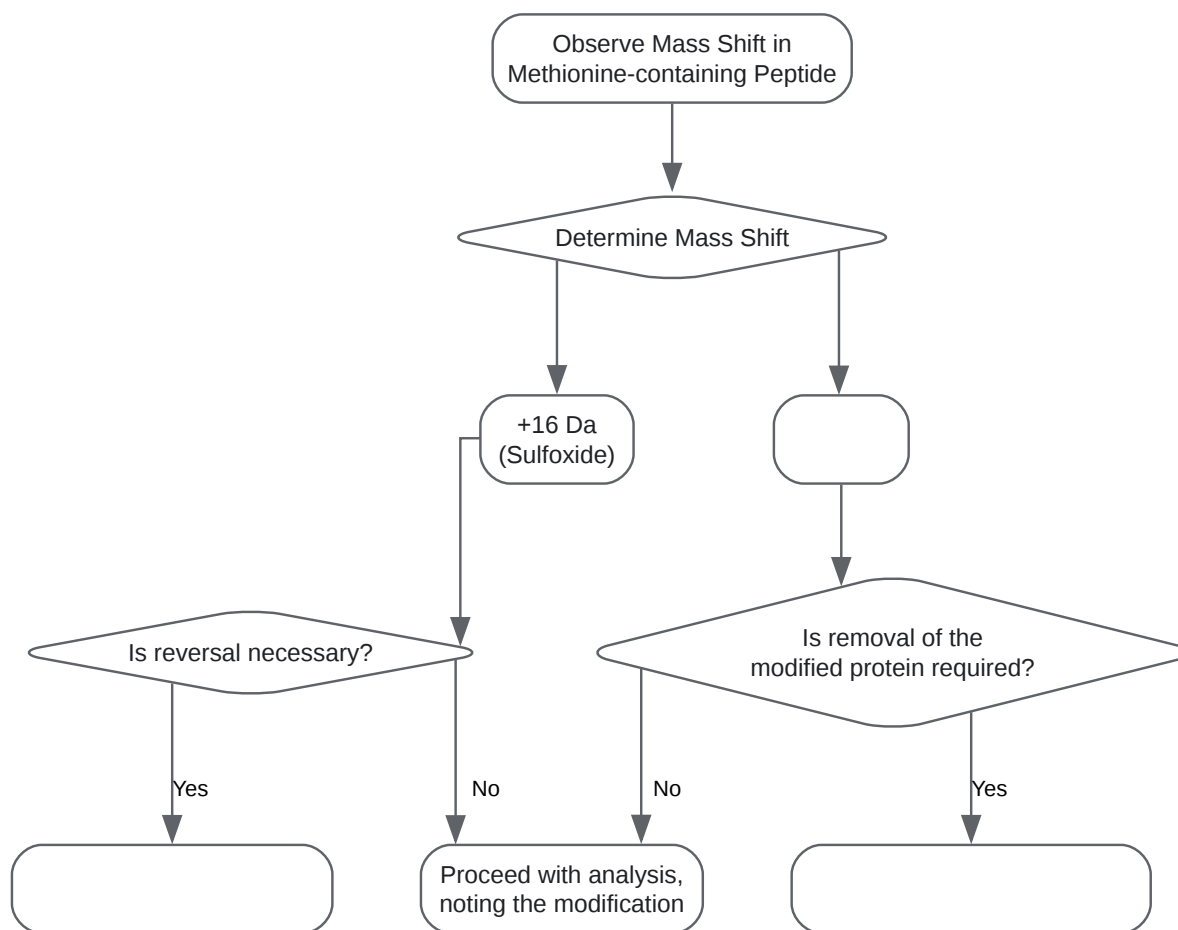 Observe Mass Shift in
Methionine-containing Peptide
Determine Mass Shift
+16 Da
(Sulfoxide)
Is reversal necessary?
Is removal of the
modified protein required?
Yes
No
No
Yes
Proceed with analysis,
noting the modification